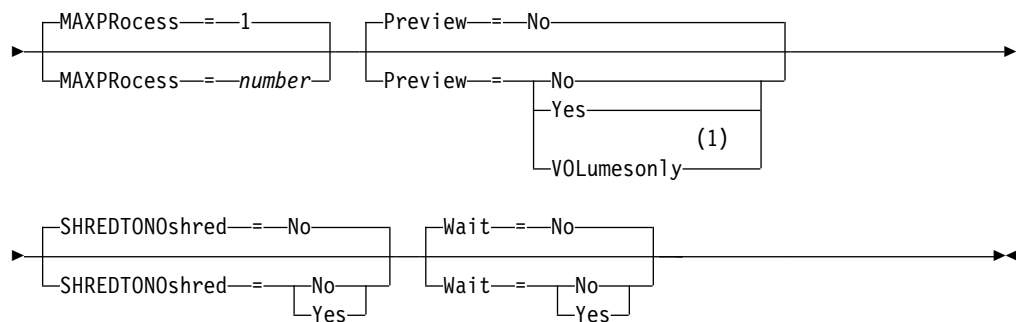 MAXPRocess = 1 Preview = No
MAXPRocess = number Preview = No
Yes
(1)
VOLumesonly
SHREDTONOshred = No Wait = No
SHREDTONOshred = No Wait = No
Yes Yes